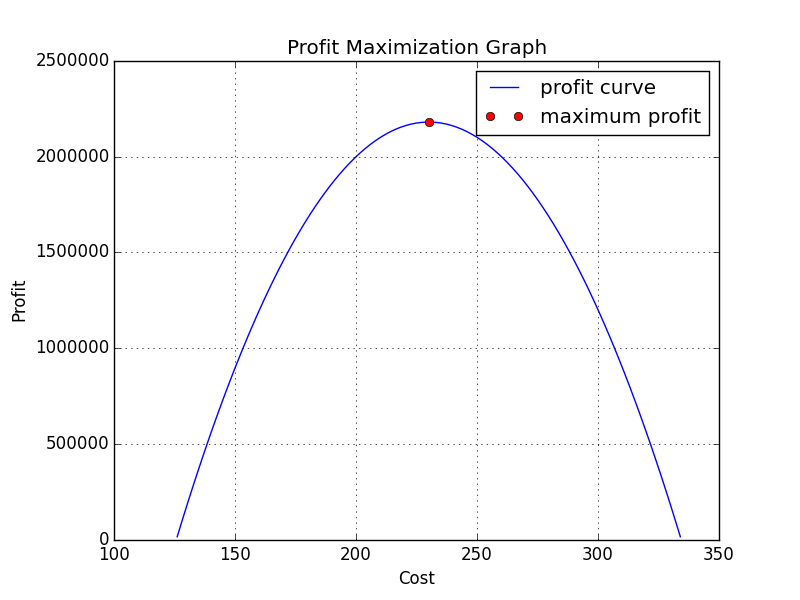 Profit Maximization Graph
2500000
profit curve
maximum profit
2000000
1500000
Profit
1000000
500000
0
100 150 200 250 300 350
Cost